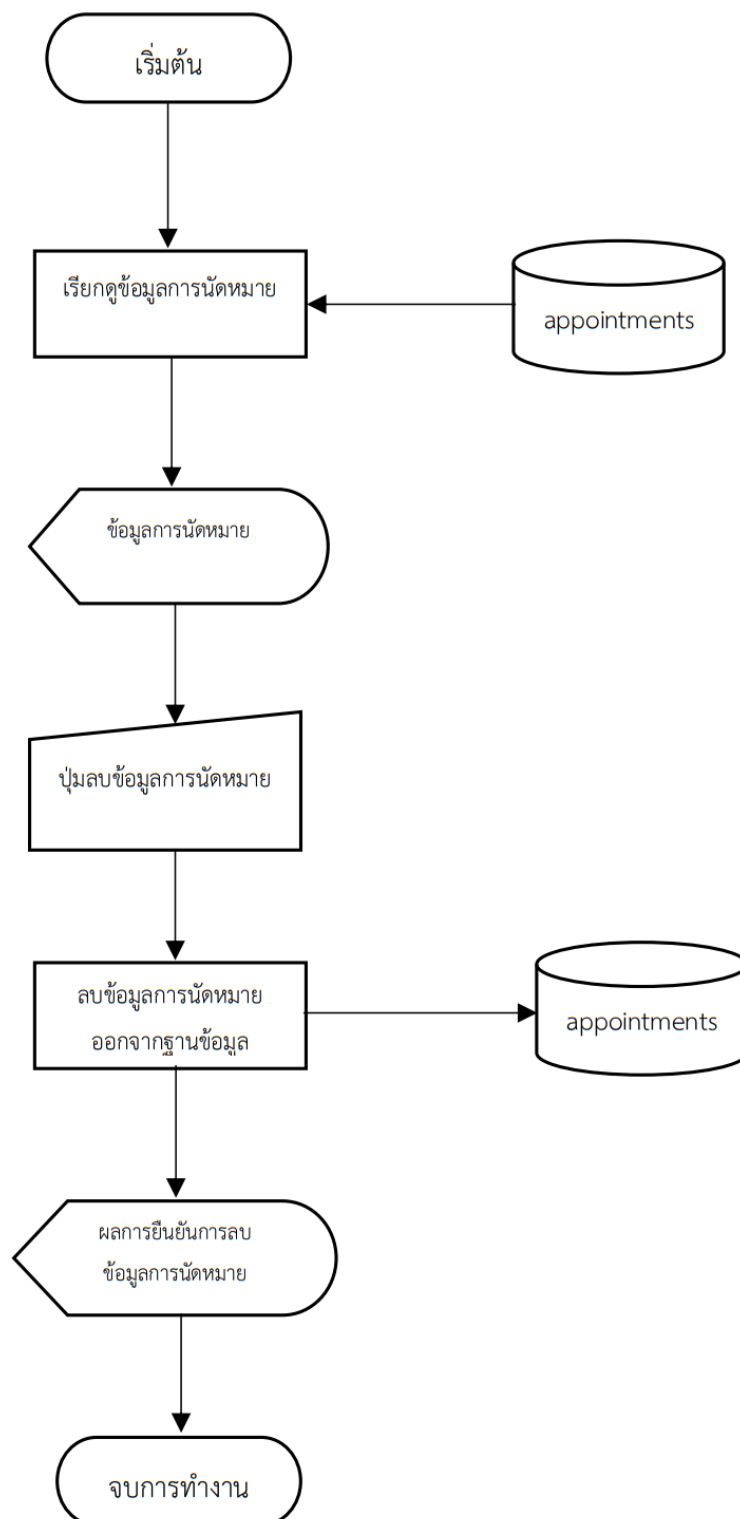 เริ่มต้น
เรียกดูข้อมูลการนัดหมาย
appointments
ข้อมูลการนัดหมาย
ปุ่มลบข้อมูลการนัดหมาย
ลบข้อมูลการนัดหมาย
ออกจากฐานข้อมูล
appointments
ผลการยืนยันการลบ
ข้อมูลการนัดหมาย
จบการทำงาน